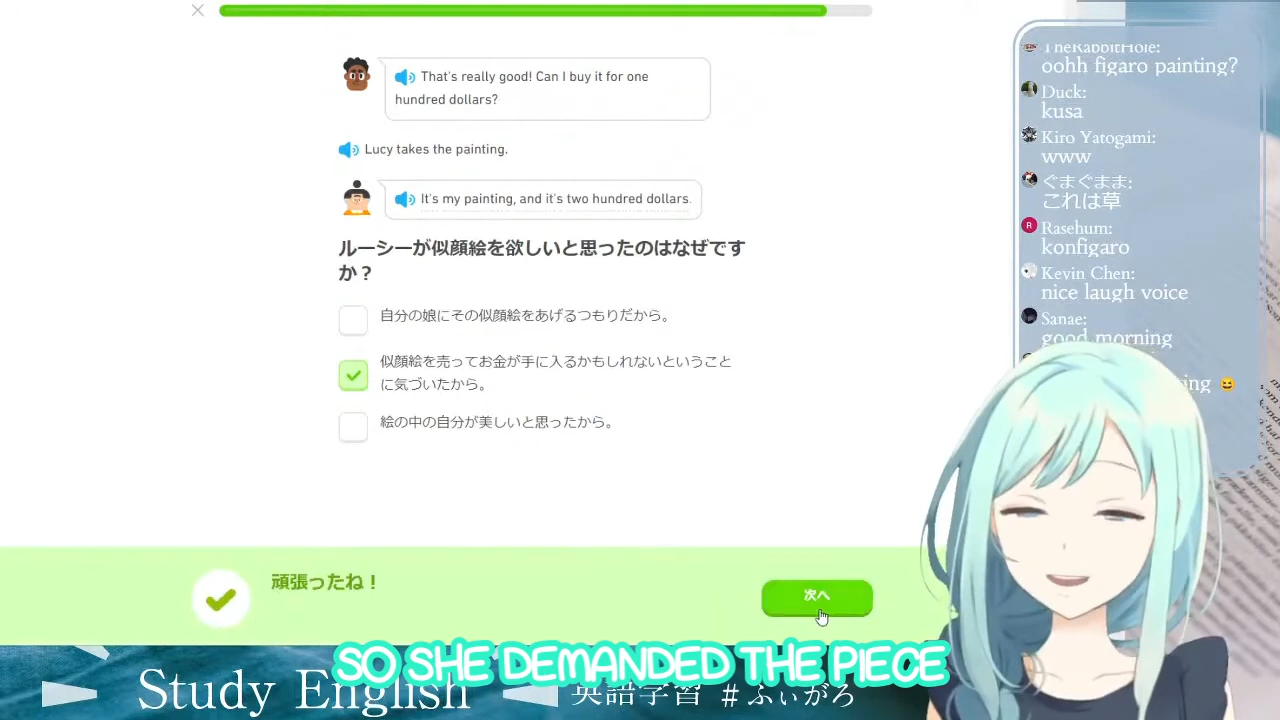 That's really good! Can I buy it for one
hundred dollars?
Lucy takes the painting.
It's my painting, and it's two hundred dollars.
ルーシーが似顔絵を欲しいと思ったのはなぜです
か？
自分の娘にその似顔絵をあげるつもりだから。
似顔絵を売ってお金が手に入るかもしれないということ
に気づいたから。
絵の中の自分が美しいと思ったから。
頑張ったね！
次へ
TheRabbitHole:
oohh figaro painting?
Duck:
kusa
Kiro Yatogami:
www
ぐまぐまま:
これは草
R
Rasehum:
konfigaro
Kevin Chen:
nice laugh voice
Sanae:
good morning
ing 😆
SO SHE DEMANDED THE PIECE
Study English
英語学習 #ふぃがろ